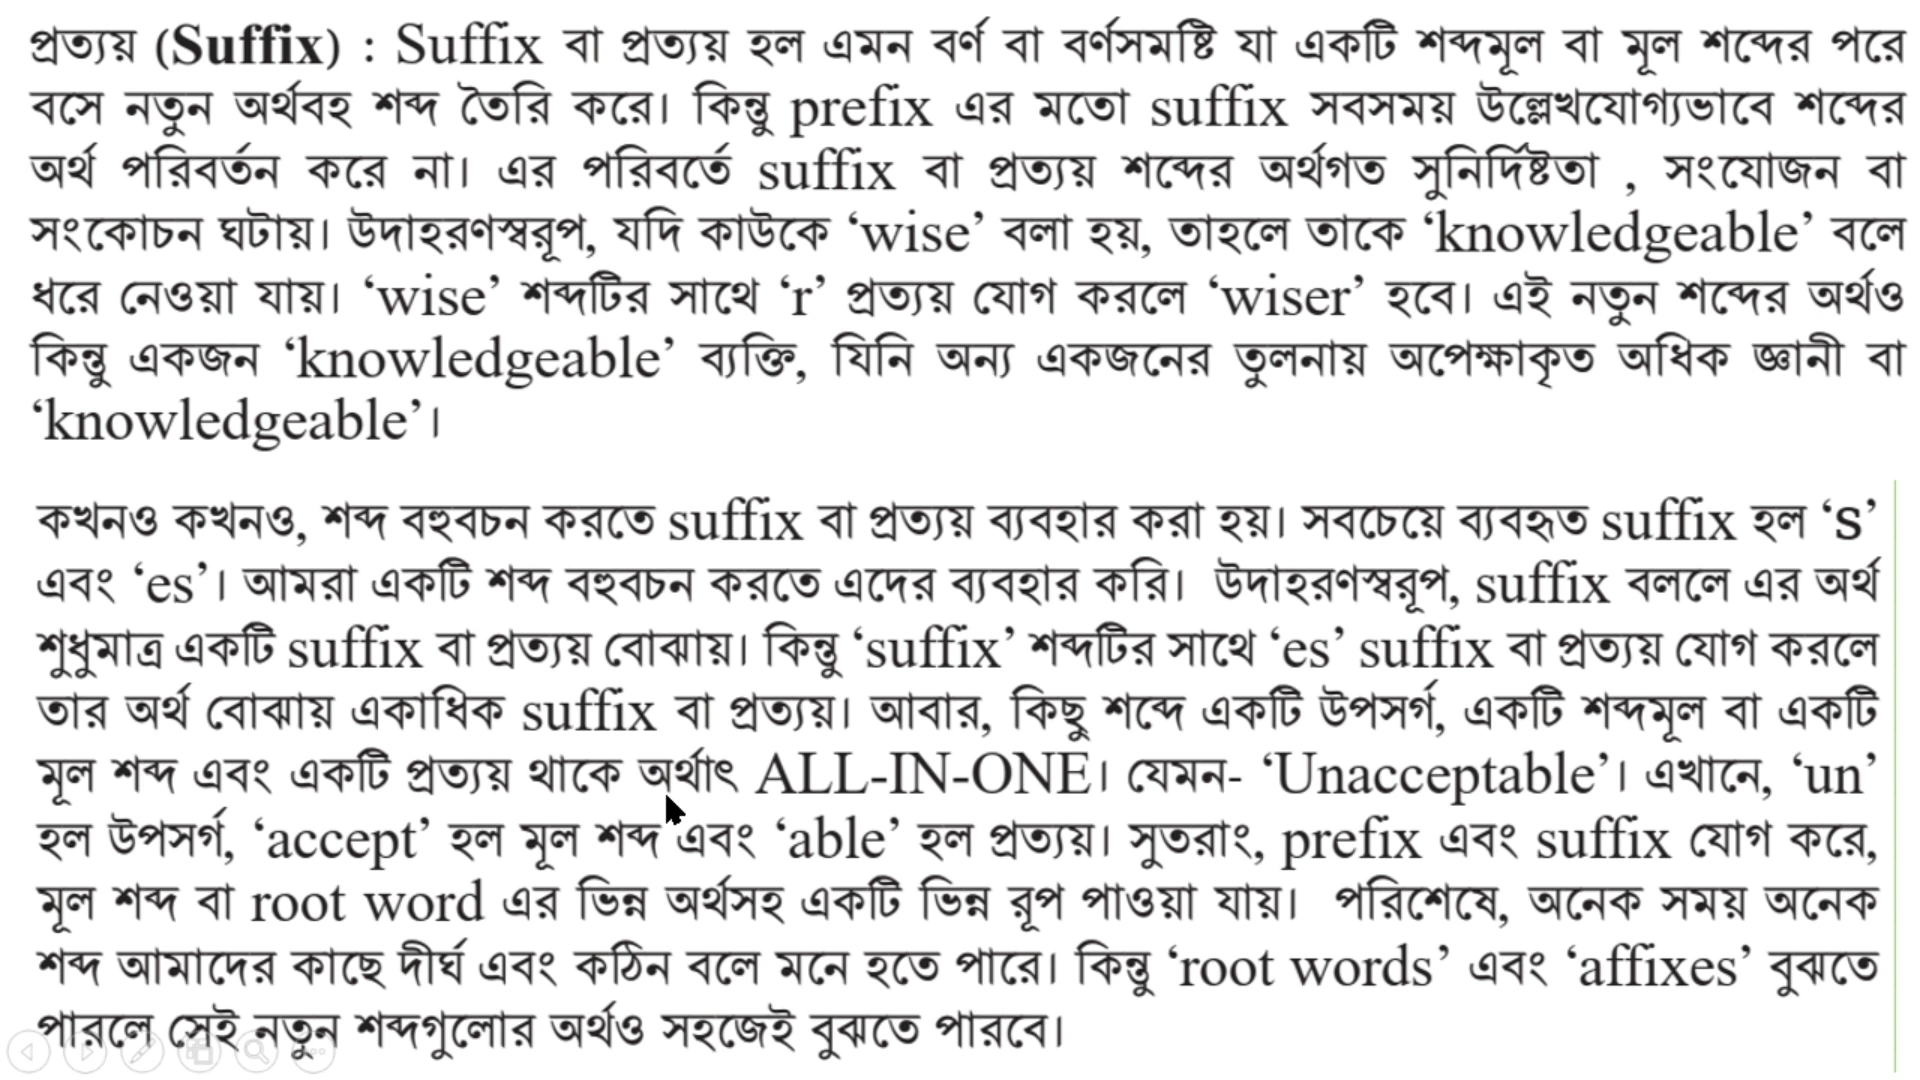 প্রত্যয় (Suffix) : Suffix বা প্রত্যয় হল এমন বর্ণ বা বর্ণসমষ্টি যা একটি শব্দমূল বা মূল শব্দের পরে
বসে নতুন অর্থবহ শব্দ তৈরি করে। কিন্তু prefix এর মতো suffix সবসময় উল্লেখযোগ্যভাবে শব্দের
অর্থ পরিবর্তন করে না। এর পরিবর্তে suffix বা প্রত্যয় শব্দের অর্থগত সুনির্দিষ্টতা , সংযোজন বা
সংকোচন ঘটায়। উদাহরণস্বরূপ, যদি কাউকে ‘wise’ বলা হয়, তাহলে তাকে ‘knowledgeable’ বলে
ধরে নেওয়া যায়। ‘wise’ শব্দটির সাথে ‘r’ প্রত্যয় যোগ করলে ‘wiser’ হবে। এই নতুন শব্দের অর্থও
কিন্তু একজন ‘knowledgeable’ ব্যক্তি, যিনি অন্য একজনের তুলনায় অপেক্ষাকৃত অধিক জ্ঞানী বা
‘knowledgeable’।
কখনও কখনও, শব্দ বহুবচন করতে suffix বা প্রত্যয় ব্যবহার করা হয়। সবচেয়ে ব্যবহৃত suffix হল ‘s’
এবং ‘es’। আমরা একটি শব্দ বহুবচন করতে এদের ব্যবহার করি। উদাহরণস্বরূপ, suffix বললে এর অর্থ
শুধুমাত্র একটি suffix বা প্রত্যয় বোঝায়। কিন্তু ‘suffix’ শব্দটির সাথে ‘es’ suffix বা প্রত্যয় যোগ করলে
তার অর্থ বোঝায় একাধিক suffix বা প্রত্যয়। আবার, কিছু শব্দে একটি উপসর্গ, একটি শব্দমূল বা একটি
মূল শব্দ এবং একটি প্রত্যয় থাকে অর্থাৎ ALL-IN-ONE। যেমন- ‘Unacceptable’। এখানে, ‘un’
হল উপসর্গ, ‘accept’ হল মূল শব্দ এবং ‘able’ হল প্রত্যয়। সুতরাং, prefix এবং suffix যোগ করে,
মূল শব্দ বা root word এর ভিন্ন অর্থসহ একটি ভিন্ন রূপ পাওয়া যায়। পরিশেষে, অনেক সময় অনেক
শব্দ আমাদের কাছে দীর্ঘ এবং কঠিন বলে মনে হতে পারে। কিন্তু ‘root words’ এবং ‘affixes’ বুঝতে
পারলে সেই নতুন শব্দগুলোর অর্থও সহজেই বুঝতে পারবে।